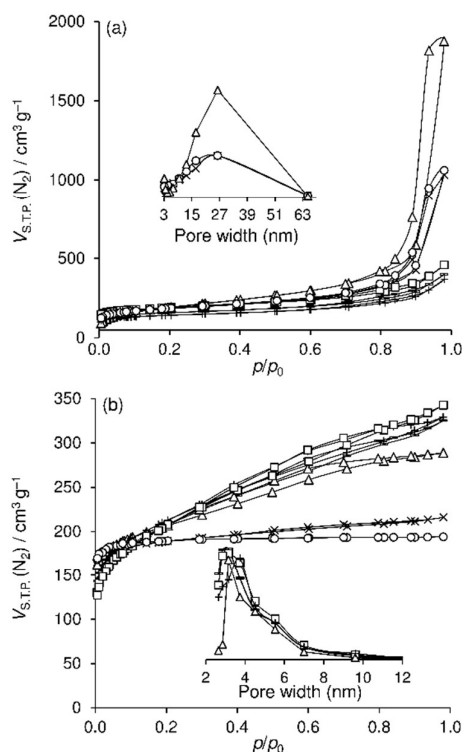 (a)
2000
1500
1000
500
0
V_S.T.P. (N₂) / cm³ g⁻¹
3 15 27 39 51 63
Pore width (nm)
0.0 0.2 0.4 0.6 0.8 1.0
p/p₀
(b)
350
300
250
200
150
100
50
0
V_S.T.P. (N₂) / cm³ g⁻¹
2 4 6 8 10 12
Pore width (nm)
0.0 0.2 0.4 0.6 0.8 1.0
p/p₀